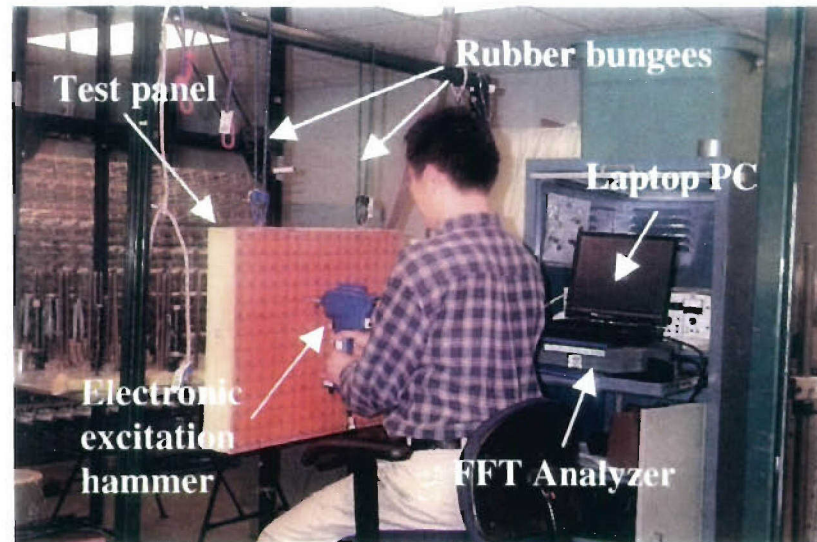 Rubber bungees
Test panel
Laptop PC
Electronic
excitation
hammer
FFT Analyzer